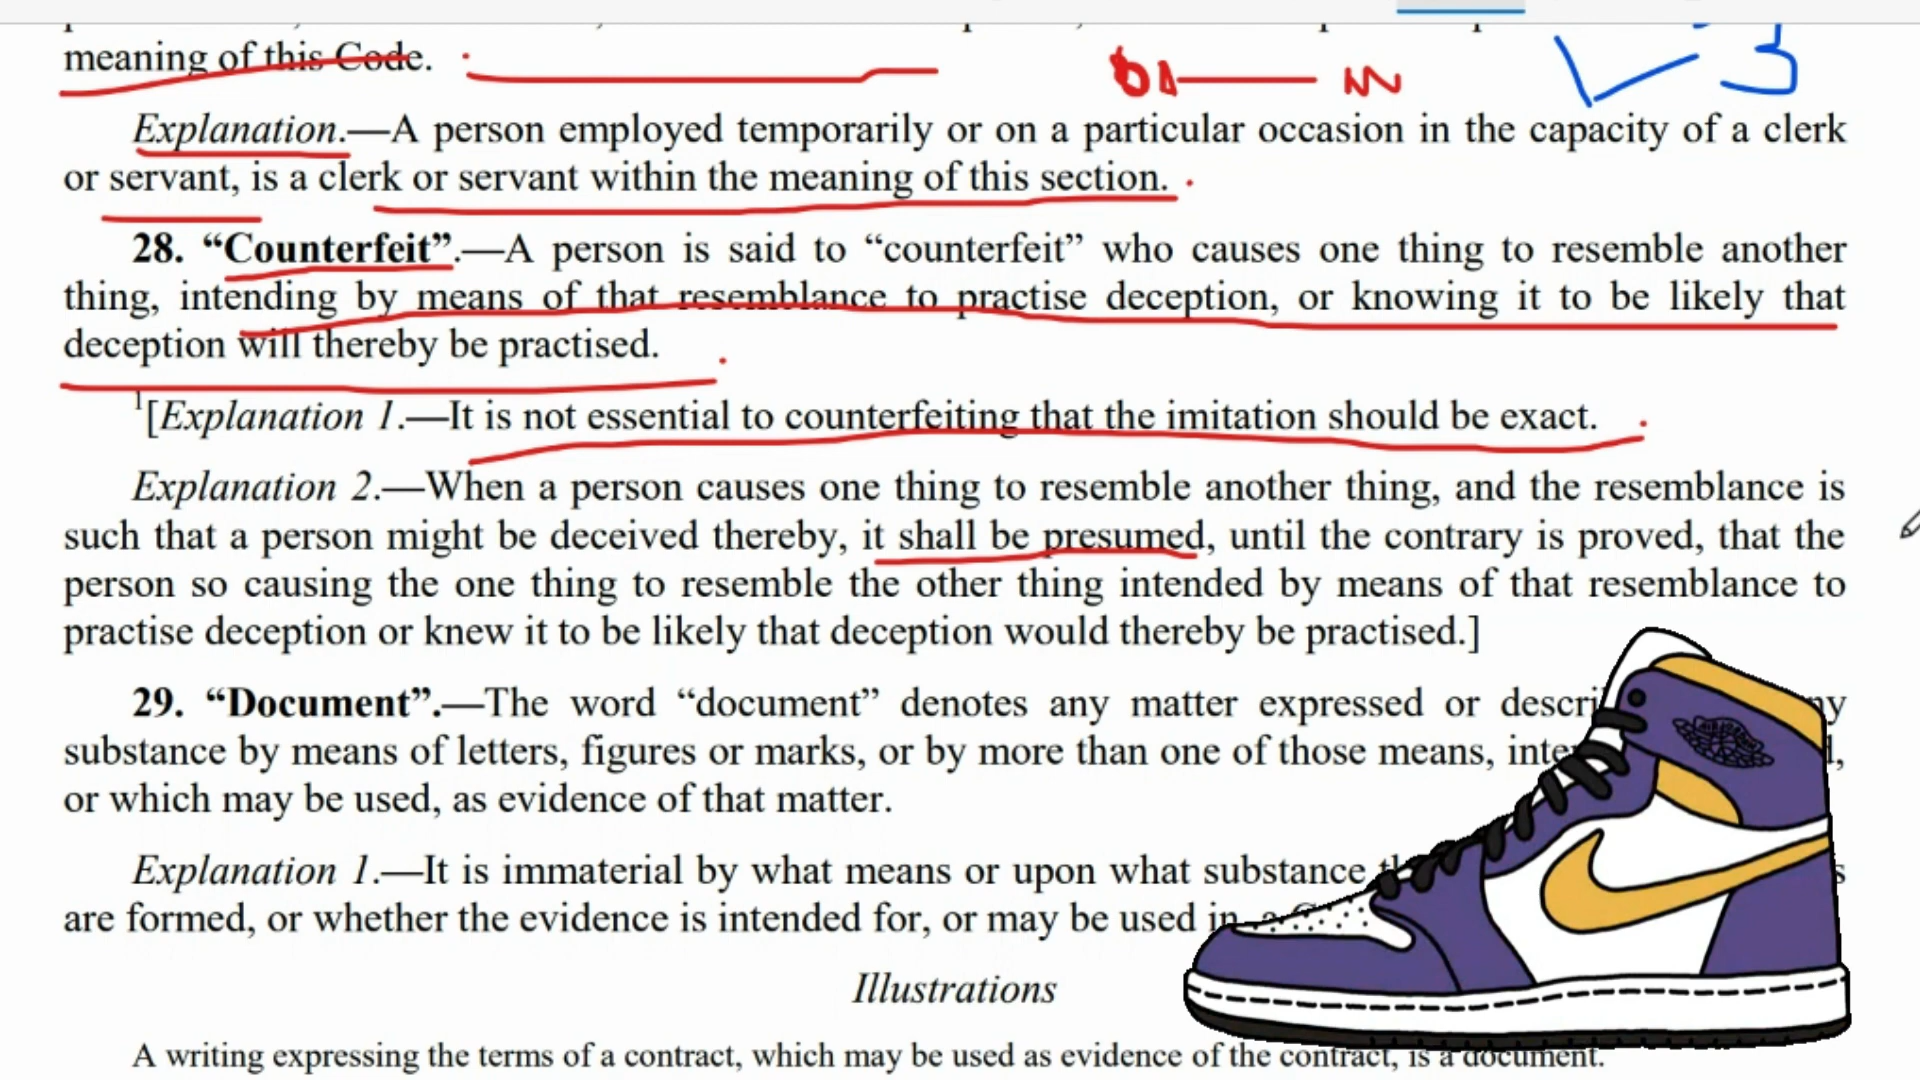 meaning of this Code.
3
Explanation.—A person employed temporarily or on a particular occasion in the capacity of a clerk
or servant, is a clerk or servant within the meaning of this section.
28. “Counterfeit”.—A person is said to “counterfeit” who causes one thing to resemble another
thing, intending by means of that resemblance to practise deception, or knowing it to be likely that
deception will thereby be practised.
1[Explanation 1.—It is not essential to counterfeiting that the imitation should be exact.
Explanation 2.—When a person causes one thing to resemble another thing, and the resemblance is
such that a person might be deceived thereby, it shall be presumed, until the contrary is proved, that the
person so causing the one thing to resemble the other thing intended by means of that resemblance to
practise deception or knew it to be likely that deception would thereby be practised.]
29. “Document”.—The word “document” denotes any matter expressed or
substance by means of letters, figures or marks, or by more than one of those means,
or which may be used, as evidence of that matter.
Explanation 1.—It is immaterial by what means or upon what substance
are formed, or whether the evidence is intended for, or may be used in, a
Illustrations
A writing expressing the terms of a contract, which may be used as evidence of the contract, is a document.